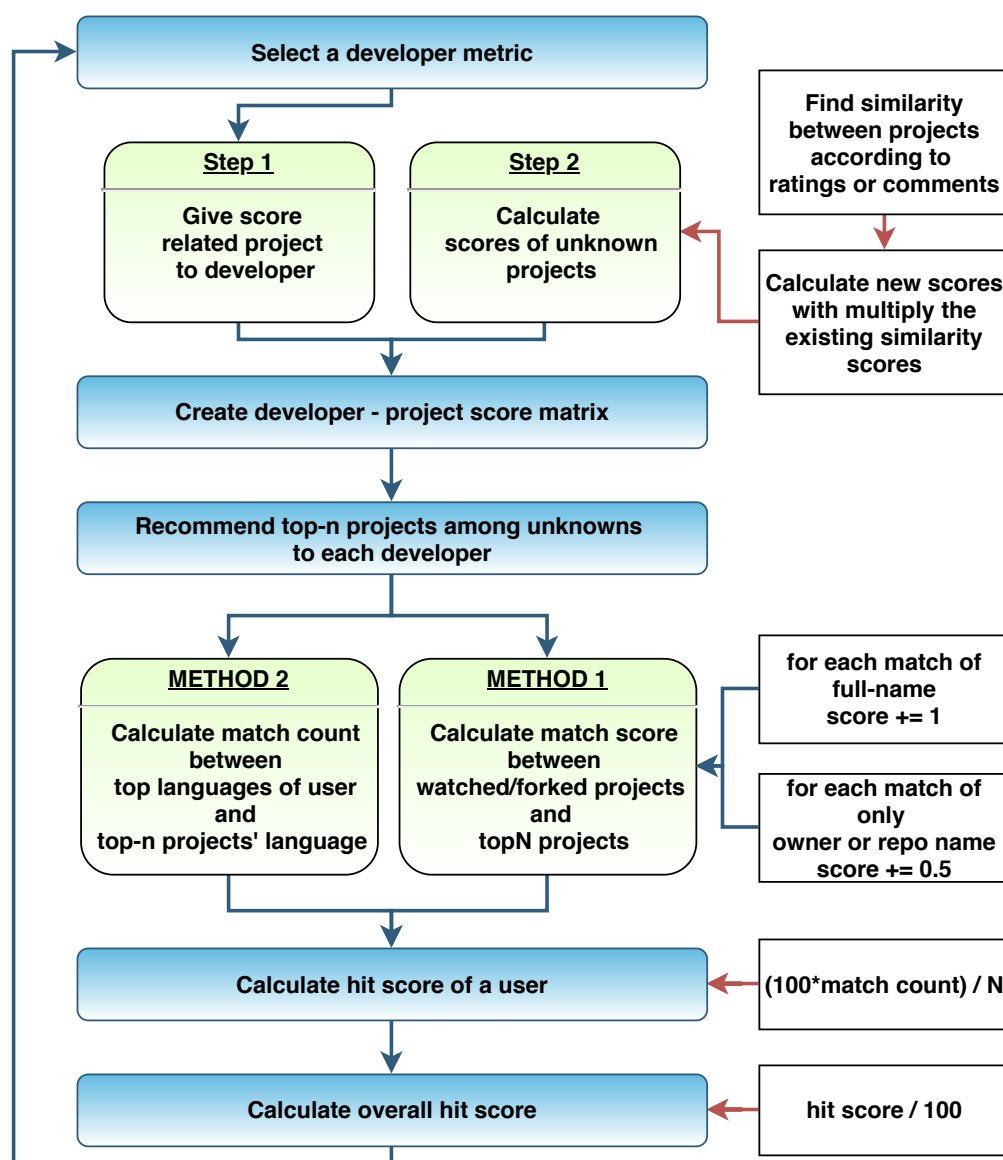 Select a developer metric
Find similarity
between projects
according to
ratings or comments
Step 1
Give score
related project
to developer
Step 2
Calculate
scores of unknown
projects
Calculate new scores
with multiply the
existing similarity
scores
Create developer - project score matrix
Recommend top-n projects among unknowns
to each developer
METHOD 2
Calculate match count
between
top languages of user
and
top-n projects' language
METHOD 1
Calculate match score
between
watched/forked projects
and
topN projects
for each match of
full-name
score += 1
for each match of
only
owner or repo name
score += 0.5
Calculate hit score of a user
(100*match count) / N
Calculate overall hit score
hit score / 100